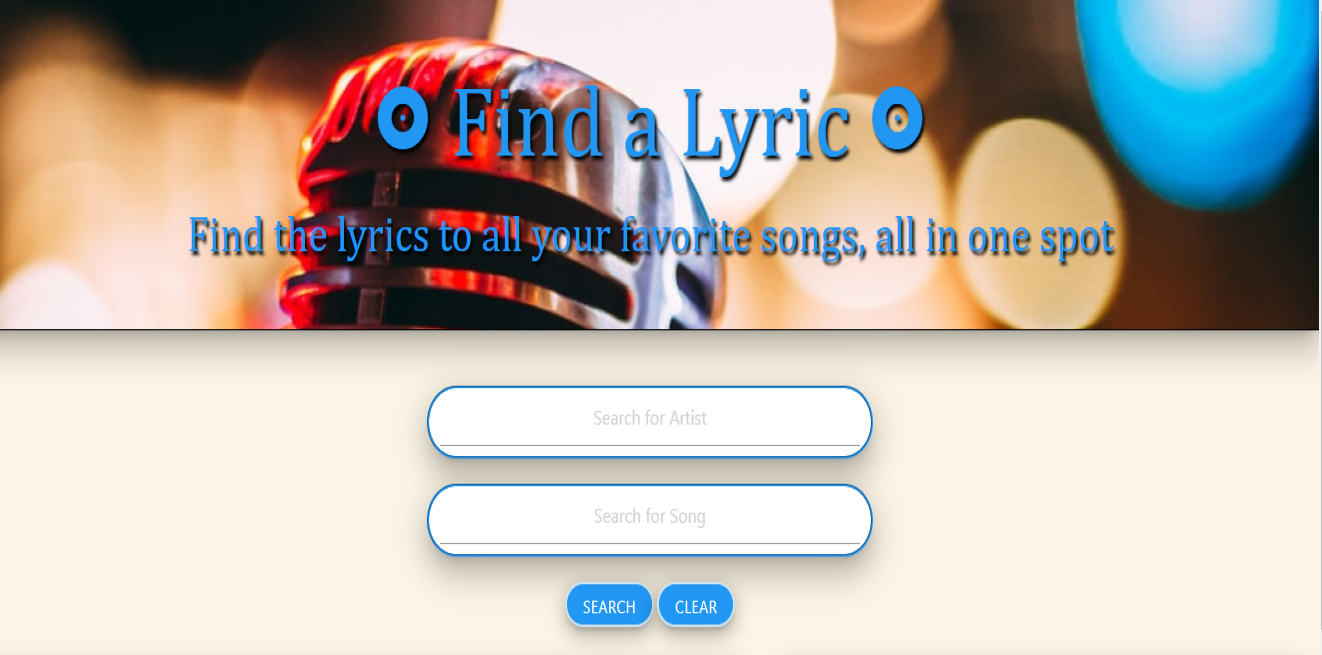 Find a Lyric
Find the lyrics to all your favorite songs, all in one spot
Search for Artist
Search for Song
SEARCH CLEAR